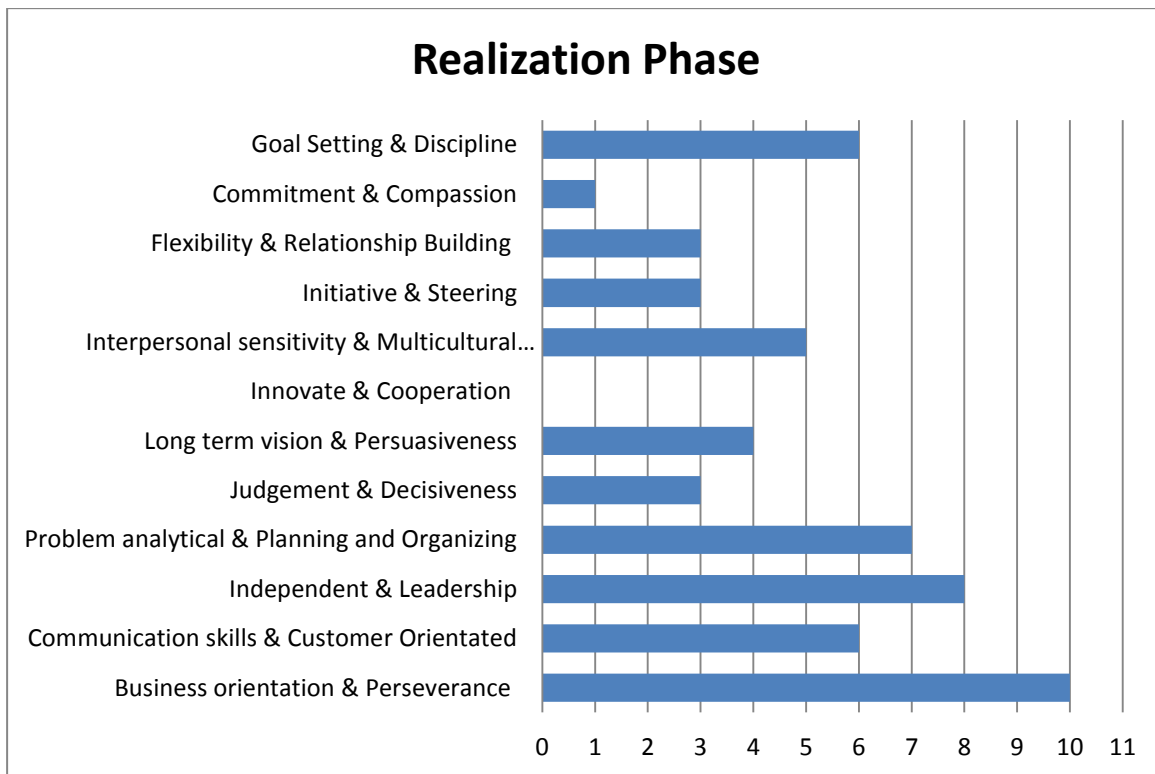 Realization Phase
Goal Setting & Discipline
Commitment & Compassion
Flexibility & Relationship Building
Initiative & Steering
Interpersonal sensitivity & Multicultural...
Innovate & Cooperation
Long term vision & Persuasiveness
Judgement & Decisiveness
Problem analytical & Planning and Organizing
Independent & Leadership
Communication skills & Customer Orientated
Business orientation & Perseverance
0 1 2 3 4 5 6 7 8 9 10 11